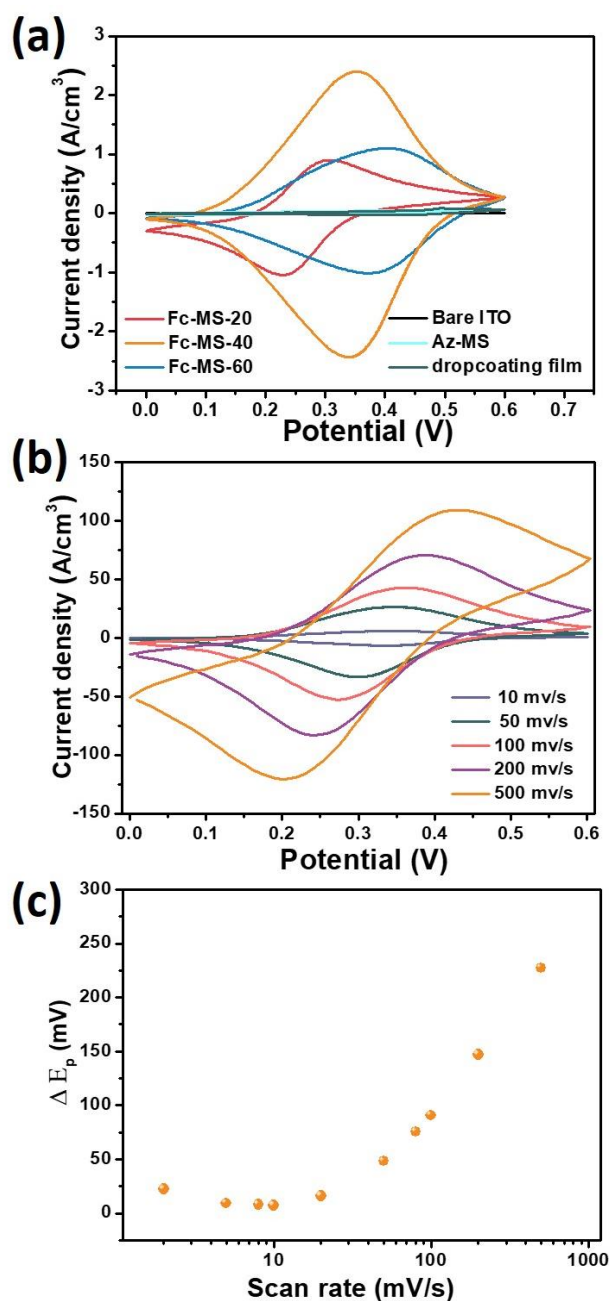 (a)
Current density (A/cm³)
3
2
1
0
-1
-2
-3
Fc-MS-20
Fc-MS-40
Fc-MS-60
Bare ITO
Az-MS
dropcoating film
0.0 0.1 0.2 0.3 0.4 0.5 0.6 0.7
Potential (V)
(b)
Current density (A/cm³)
150
100
50
0
-50
-100
-150
10 mv/s
50 mv/s
100 mv/s
200 mv/s
500 mv/s
0.0 0.1 0.2 0.3 0.4 0.5 0.6
Potential (V)
(c)
Δ Eₚ (mV)
300
250
200
150
100
50
0
10 100 1000
Scan rate (mV/s)